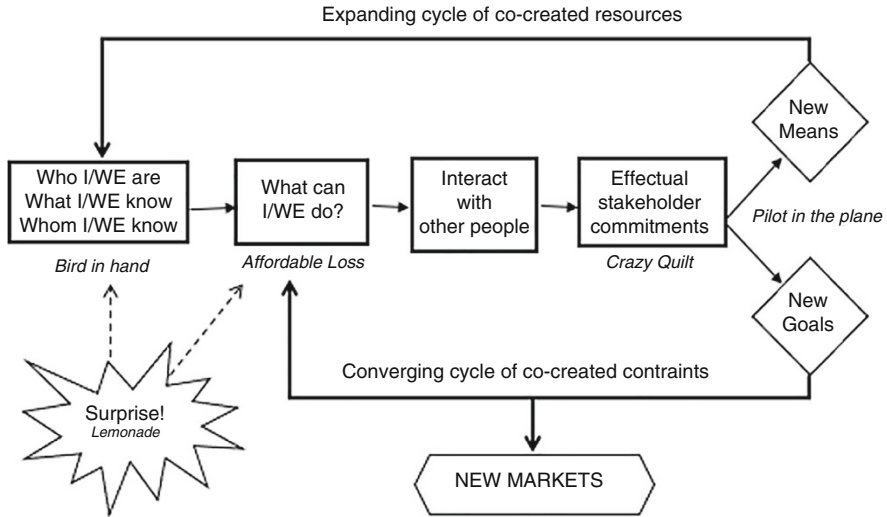 Expanding cycle of co-created resources
New
Means
Who I/WE are
What I/WE know
Whom I/WE know
What can
I/WE do?
Interact
with
other people
Effectual
stakeholder
commitments
Pilot in the plane
Bird in hand
Affordable Loss
Crazy Quilt
New
Goals
Converging cycle of co-created contraints
Surprise!
Lemonade
NEW MARKETS